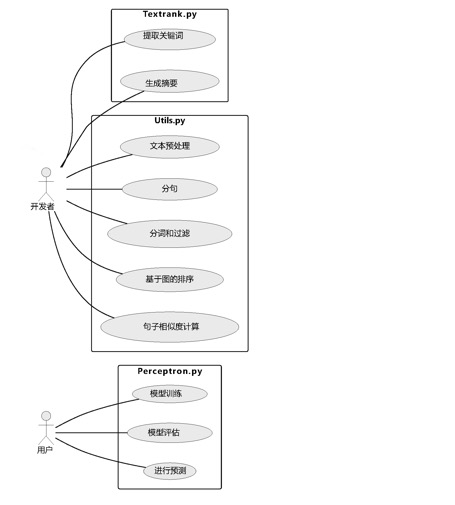 Textrank.py
提取关键词
生成摘要
Utils.py
文本预处理
分句
开发者
分词和过滤
基于图的排序
句子相似度计算
Perceptron.py
模型训练
模型评估
用户
进行预测